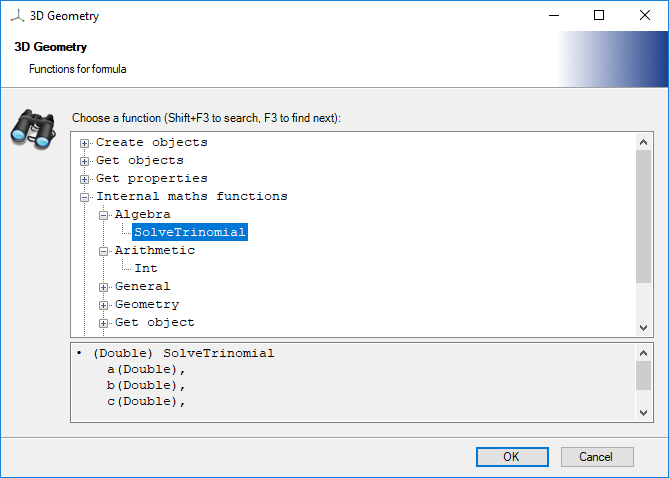 3D Geometry
3D Geometry
Functions for formula
Choose a function (Shift+F3 to search, F3 to find next):
Create objects
Get objects
Get properties
Internal maths functions
Algebra
SolveTrinomial
Arithmetic
Int
General
Geometry
Get object
• (Double) SolveTrinomial
a(Double),
b(Double),
c(Double),
OK Cancel